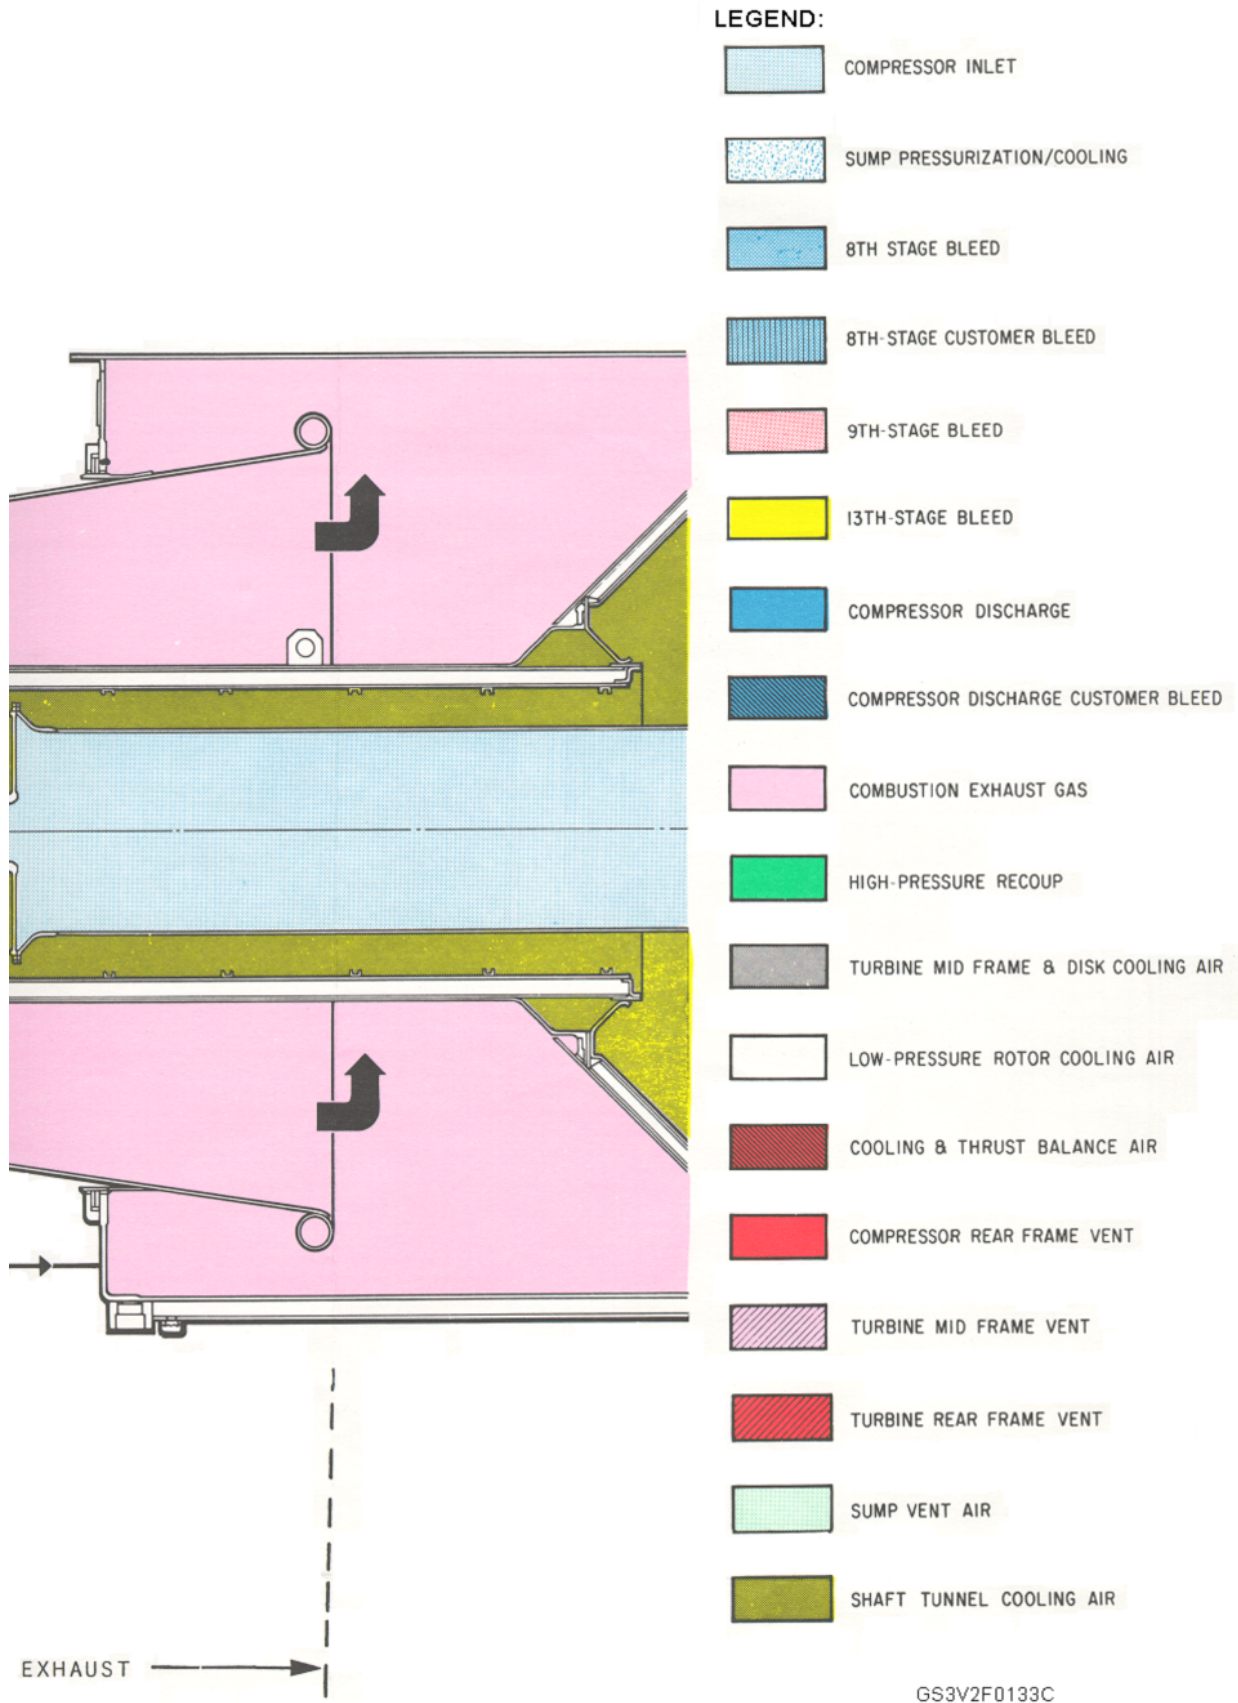 LEGEND:
COMPRESSOR INLET
SUMP PRESSURIZATION/COOLING
8TH STAGE BLEED
8TH-STAGE CUSTOMER BLEED
9TH-STAGE BLEED
13TH-STAGE BLEED
COMPRESSOR DISCHARGE
COMPRESSOR DISCHARGE CUSTOMER BLEED
COMBUSTION EXHAUST GAS
HIGH-PRESSURE RECOUP
TURBINE MID FRAME & DISK COOLING AIR
LOW-PRESSURE ROTOR COOLING AIR
COOLING & THRUST BALANCE AIR
COMPRESSOR REAR FRAME VENT
TURBINE MID FRAME VENT
TURBINE REAR FRAME VENT
SUMP VENT AIR
SHAFT TUNNEL COOLING AIR
EXHAUST
GS3V2F0133C